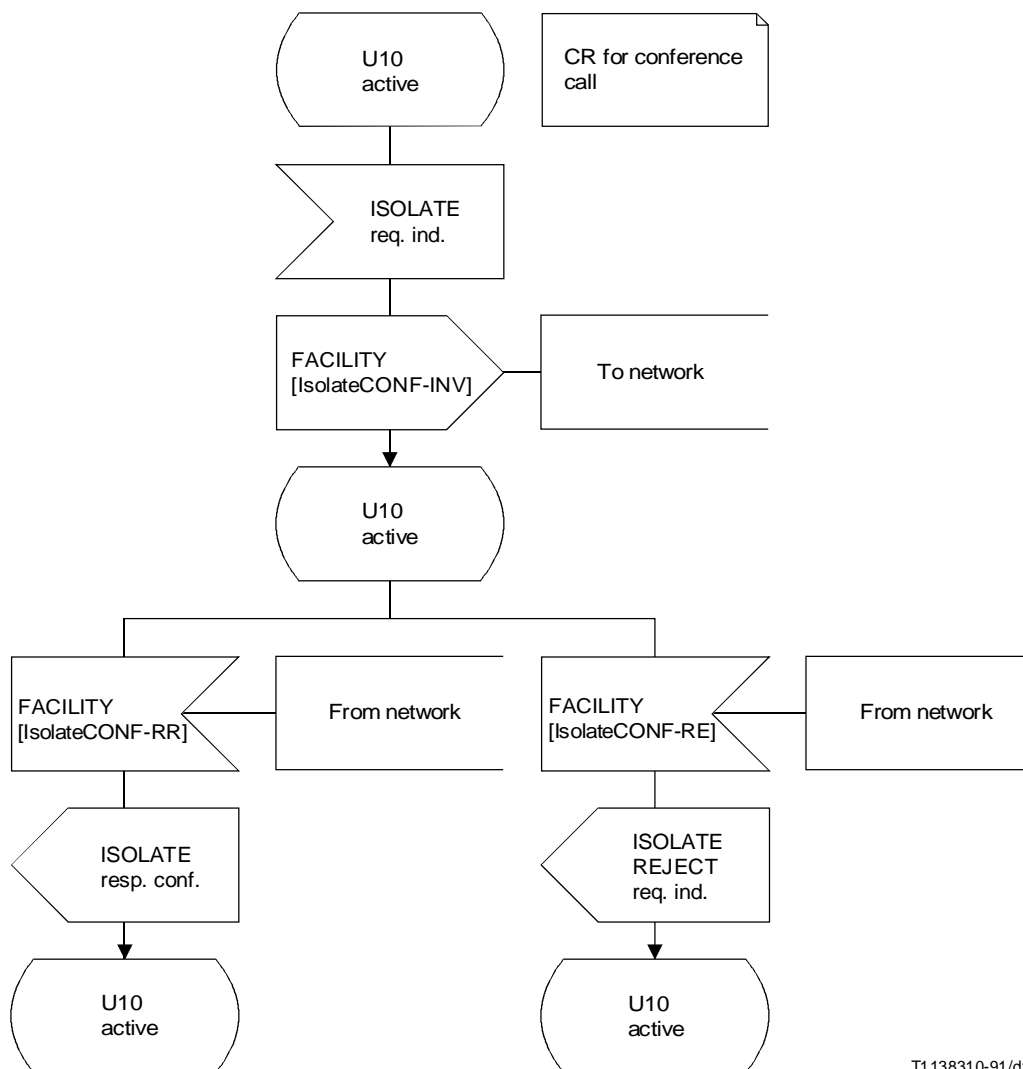 U10
active
CR for conference
call
ISOLATE
req. ind.
FACILITY
[IsolateCONF-INV]
To network
U10
active
FACILITY
[IsolateCONF-RR]
From network
FACILITY
[IsolateCONF-RE]
From network
ISOLATE
resp. conf.
ISOLATE
REJECT
req. ind.
U10
active
U10
active